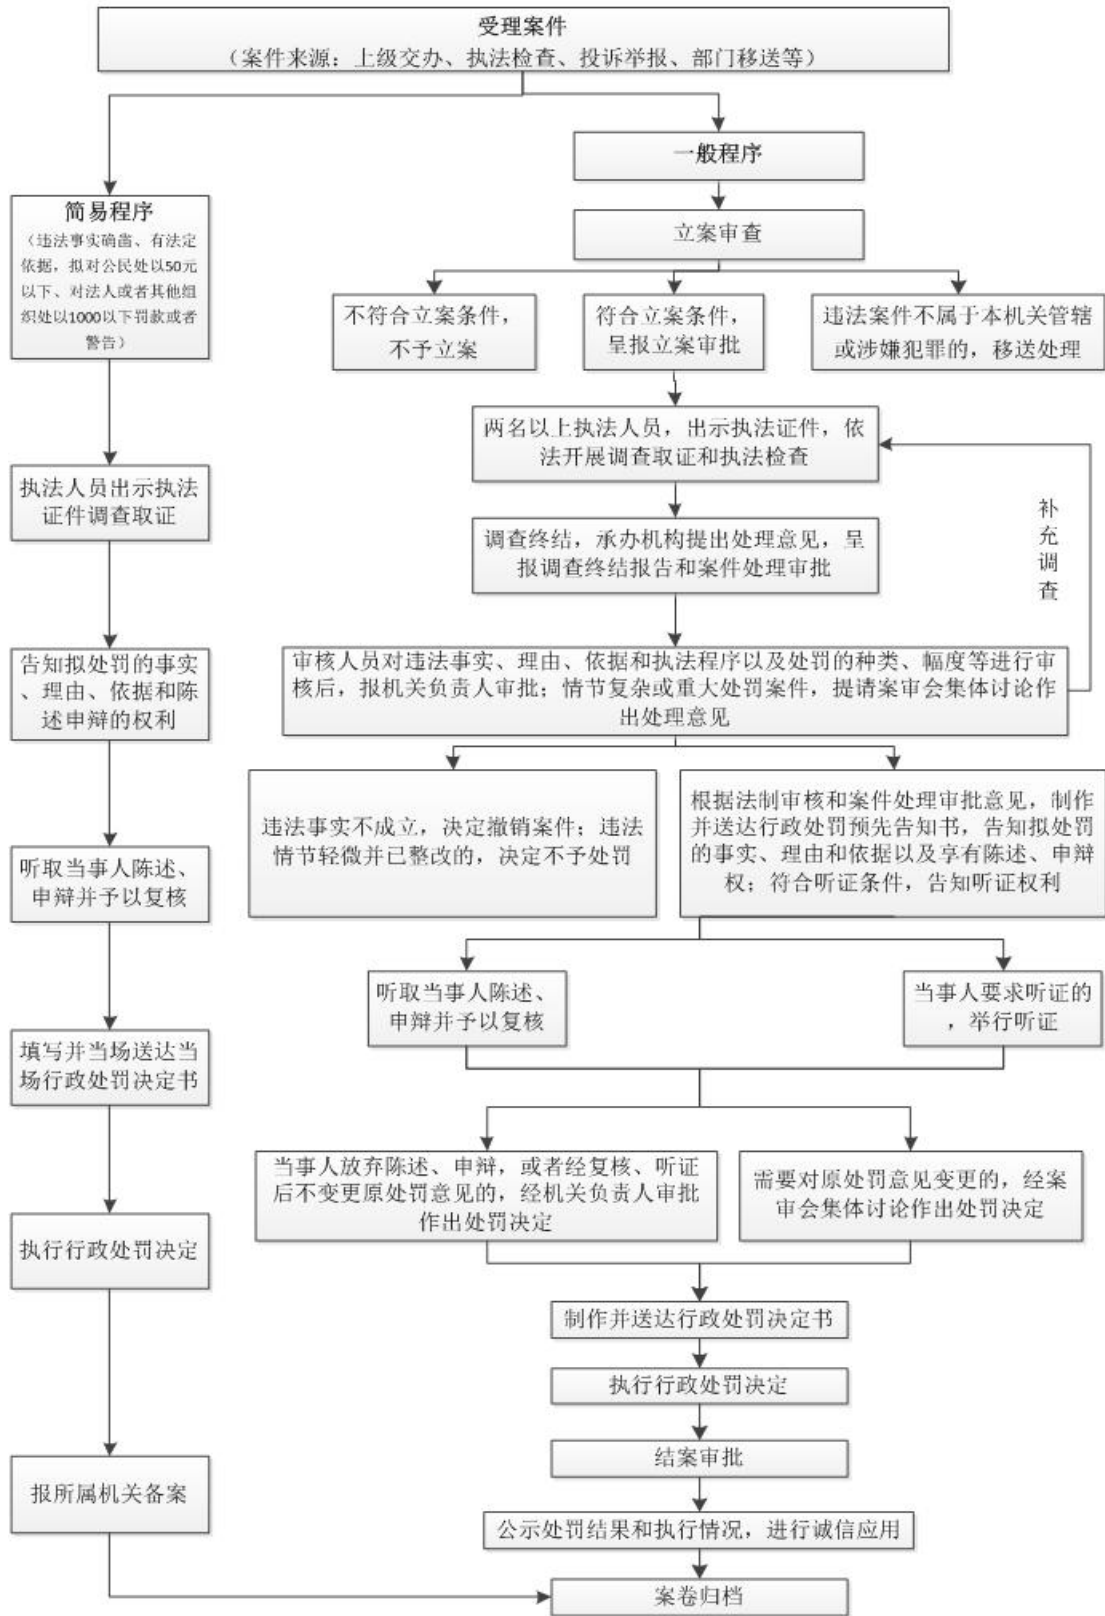 受理案件
（案件来源：上级交办、执法检查、投诉举报、部门移送等）
一般程序
简易程序
（违法事实确凿、有法定
依据，拟对公民处以50元
以下、对法人或者其他组
织处以1000以下罚款或者
警告）
立案审查
不符合立案条件，
不予立案
符合立案条件，
呈报立案审批
违法案件不属于本机关管辖
或涉嫌犯罪的，移送处理
两名以上执法人员，出示执法证件，依
法开展调查取证和执法检查
执法人员出示执法
证件调查取证
补
充
调
查
调查终结，承办机构提出处理意见，呈
报调查终结报告和案件处理审批
告知拟处罚的事实
、理由、依据和陈
述申辩的权利
审核人员对违法事实、理由、依据和执法程序以及处罚的种类、幅度等进行审
核后，报机关负责人审批；情节复杂或重大处罚案件，提请案审会集体讨论作
出处理意见
违法事实不成立，决定撤销案件；违法
情节轻微并已整改的，决定不予处罚
根据法制审核和案件处理审批意见，制作
并送达行政处罚预先告知书，告知拟处罚
的事实、理由和依据以及享有陈述、申辩
权；符合听证条件，告知听证权利
听取当事人陈述、
申辩并予以复核
听取当事人陈述、
申辩并予以复核
当事人要求听证的
，举行听证
填写并当场送达当
场行政处罚决定书
当事人放弃陈述、申辩，或者经复核、听证
后不变更原处罚意见的，经机关负责人审批
作出处罚决定
需要对原处罚意见变更的，经案
审会集体讨论作出处罚决定
执行行政处罚决定
制作并送达行政处罚决定书
执行行政处罚决定
结案审批
报所属机关备案
公示处罚结果和执行情况，进行诚信应用
案卷归档